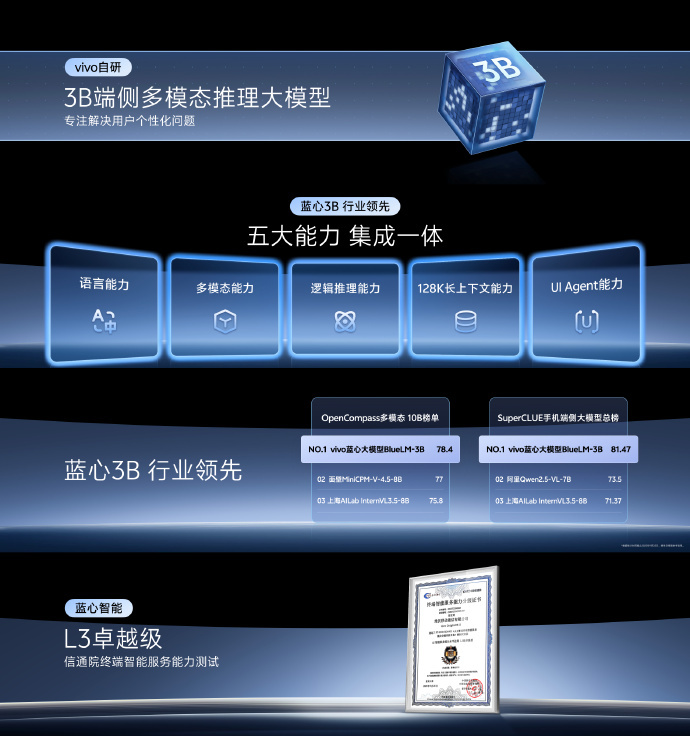 vivo自研
3B端侧多模态推理大模型
专注解决用户个性化问题
3B
蓝心3B 行业领先
五大能力 集成一体
语言能力
多模态能力
逻辑推理能力
128K长上下文能力
UI Agent能力
蓝心3B 行业领先
OpenCompass多模态 10B榜单
NO.1 vivo蓝心大模型BlueLM-3B 78.4
02 面壁MiniCPM-V-4.5-8B 77
03 上海AILab InternVL3.5-8B 75.8
SuperCLUE手机端侧大模型总榜
NO.1 vivo蓝心大模型BlueLM-3B 81.47
02 阿里Qwen2.5-VL-7B 73.5
03 上海AILab InternVL3.5-8B 71.37
蓝心智能
L3卓越级
信通院终端智能服务能力测试
终端智能服务能力分级证书